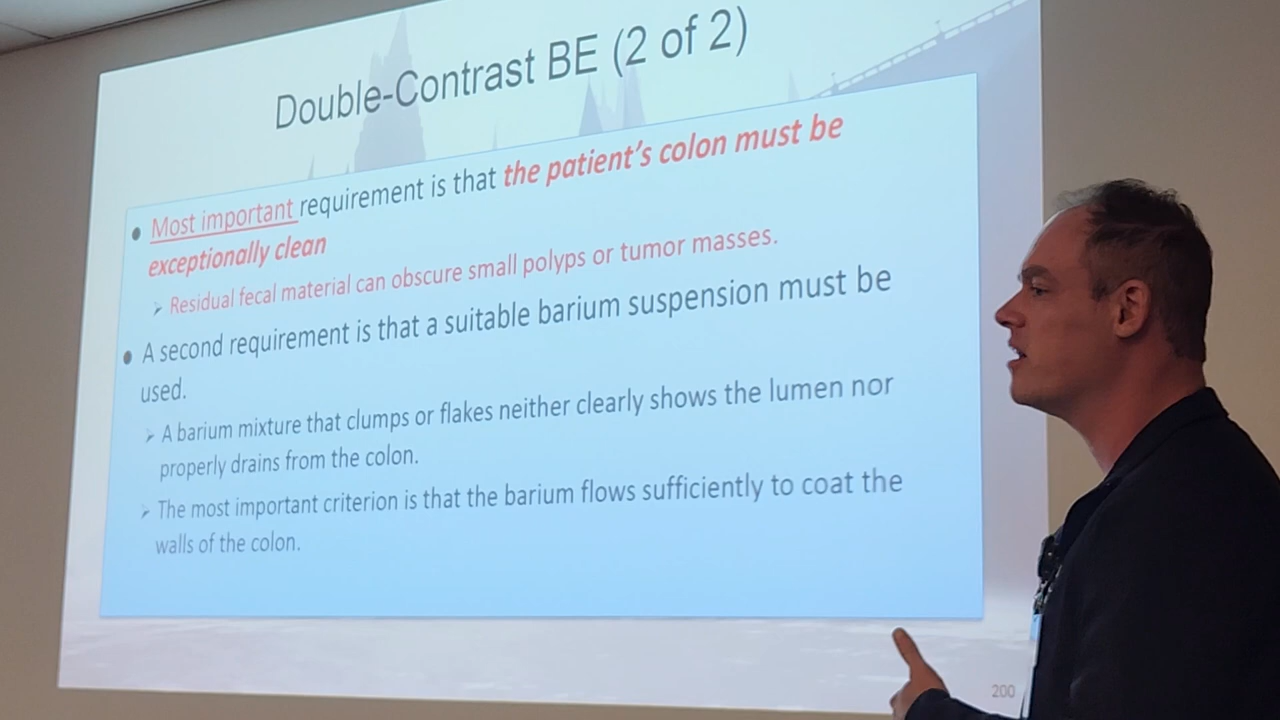 Double-Contrast BE (2 of 2)
● Most important requirement is that the patient's colon must be
exceptionally clean
➢ Residual fecal material can obscure small polyps or tumor masses.
● A second requirement is that a suitable barium suspension must be
used.
➢ A barium mixture that clumps or flakes neither clearly shows the lumen nor
properly drains from the colon.
➢ The most important criterion is that the barium flows sufficiently to coat the
walls of the colon.
200